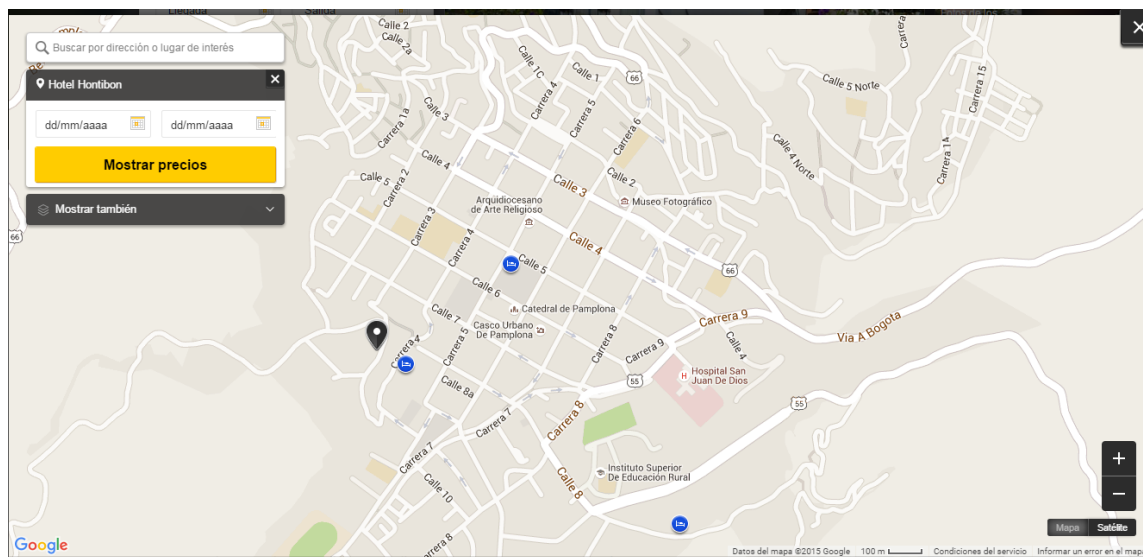 Llegada
Salida
Buscar por dirección o lugar de interés
Hotel Hontibon
dd/mm/aaaa
dd/mm/aaaa
Mostrar precios
Mostrar también
Calle 2
Calle 2a
Calle 1C
Calle 1
Carrera 4
Carrera 5
66
Carrera 6
Carrera 1a
Calle 3
Calle 4
Calle 5
Carrera 2
Carrera 3
Carrera 4
Calle 3
Calle 2
Arquidiocesano
de Arte Religioso
Museo Fotográfico
Calle 4
Calle 5 Norte
Carrera
Carrera 15
Carrera 1A
Calle 4 Norte
66
66
Calle 5
Calle 6
Calle 7
Catedral de Pamplona
Casco Urbano
De Pamplona
Carrera 5
Carrera 4
Carrera 8
Carrera 9
Carrera 9
Calle 4
Via A Bogota
Calle 8a
55
Hospital San
Juan De Dios
H
55
Carrera 7
Carrera 8
Carrera 7
Calle 8
Calle 10
Instituto Superior
De Educación Rural
+
−
Mapa
Satélite
Google
Datos del mapa ©2015 Google
100 m
Condiciones del servicio
Informar un error en el mapa